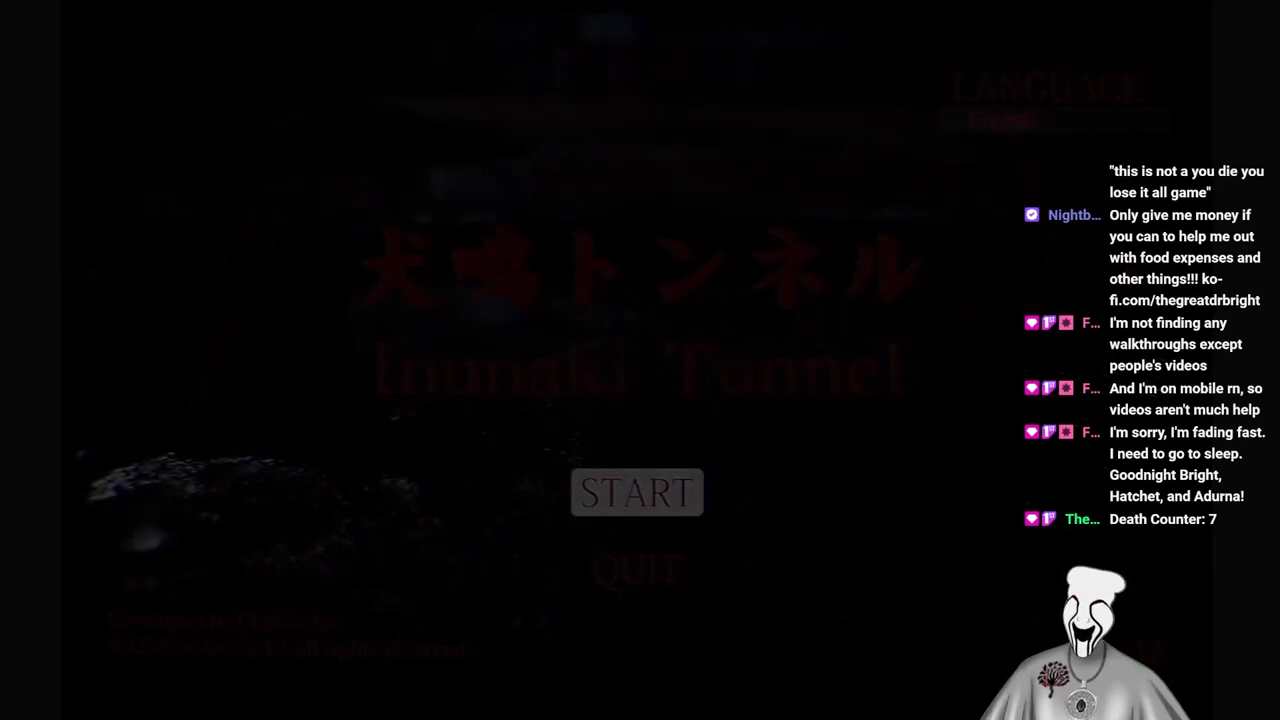 LANGUAGE
English
犬鳴トンネル
Inunaki Tunnel
START
QUIT
"this is not a you die you
lose it all game"
Nightb... Only give me money if
you can to help me out
with food expenses and
other things!!! ko-
fi.com/thegreatdrbright
F... I'm not finding any
walkthroughs except
people's videos
F... And I'm on mobile rn, so
videos aren't much help
F... I'm sorry, I'm fading fast.
I need to go to sleep.
Goodnight Bright,
Hatchet, and Adurna!
The... Death Counter: 7